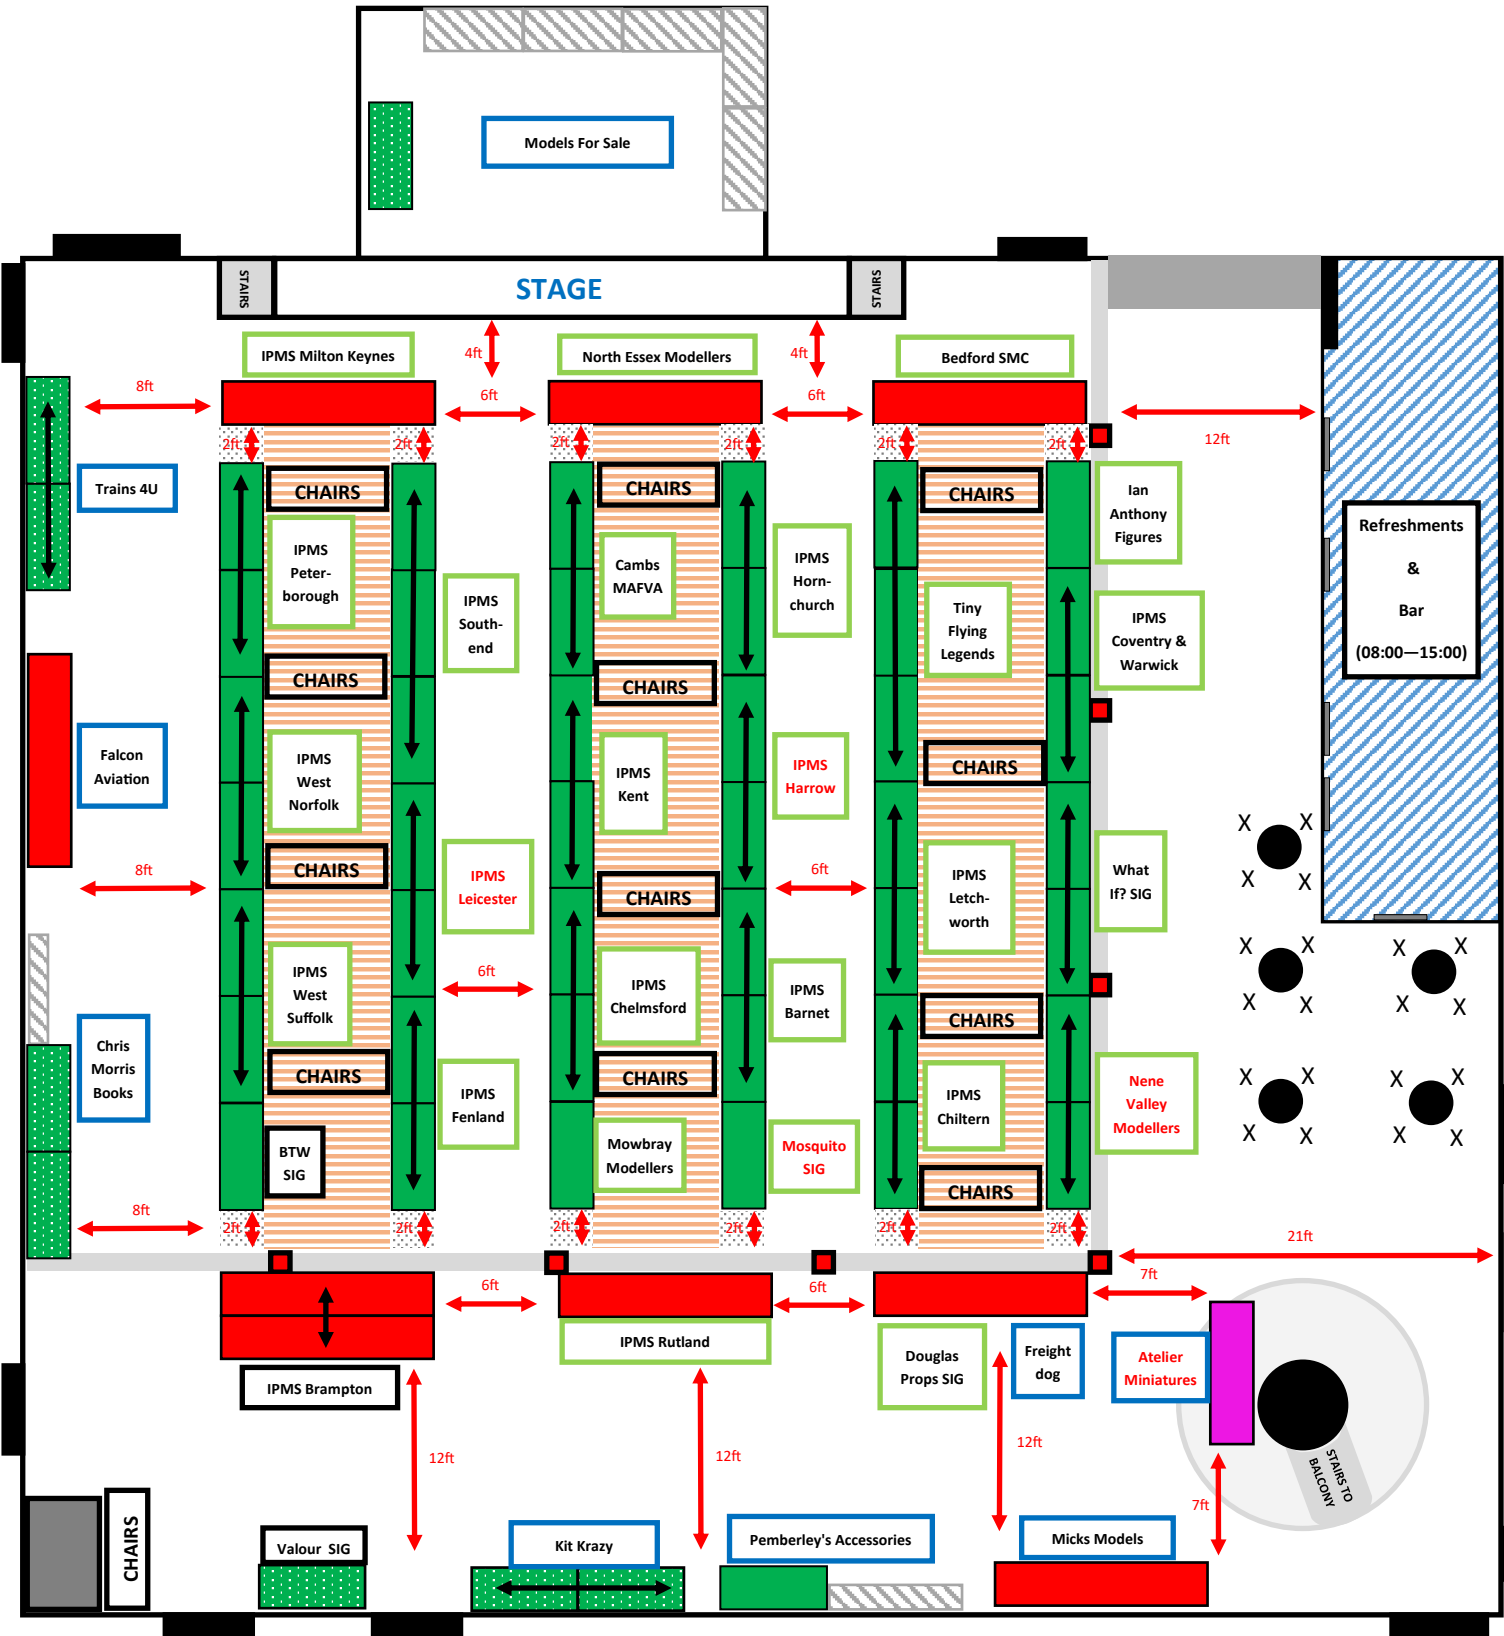 Models For Sale
STAIRS
STAGE
STAIRS
IPMS Milton Keynes
4ft
North Essex Modellers
4ft
Bedford SMC
8ft
6ft
6ft
12ft
2ft
2ft
2ft
2ft
2ft
2ft
Trains 4U
CHAIRS
CHAIRS
CHAIRS
Ian
Anthony
Figures
Refreshments
&
Bar
(08:00—15:00)
IPMS
Peter-
borough
IPMS
South-
end
Cambs
MAFVA
IPMS
Horn-
church
Tiny
Flying
Legends
IPMS
Coventry &
Warwick
CHAIRS
CHAIRS
CHAIRS
Falcon
Aviation
IPMS
West
Norfolk
IPMS
Kent
IPMS
Harrow
X X
X X
8ft
CHAIRS
IPMS
Leicester
CHAIRS
6ft
IPMS
Letch-
worth
What
If? SIG
IPMS
West
Suffolk
6ft
IPMS
Chelmsford
IPMS
Barnet
CHAIRS
X X
X X
X X
X X
Chris
Morris
Books
CHAIRS
IPMS
Fenland
CHAIRS
IPMS
Chiltern
Nene
Valley
Modellers
X X
X X
X X
X X
BTW
SIG
Mowbray
Modellers
Mosquito
SIG
CHAIRS
8ft
2ft
2ft
2ft
2ft
2ft
2ft
21ft
6ft
6ft
7ft
IPMS Brampton
IPMS Rutland
Douglas
Props SIG
Freight
dog
Atelier
Miniatures
12ft
12ft
12ft
7ft
STAIRS TO
BALCONY
CHAIRS
Valour SIG
Kit Krazy
Pemberley's Accessories
Micks Models